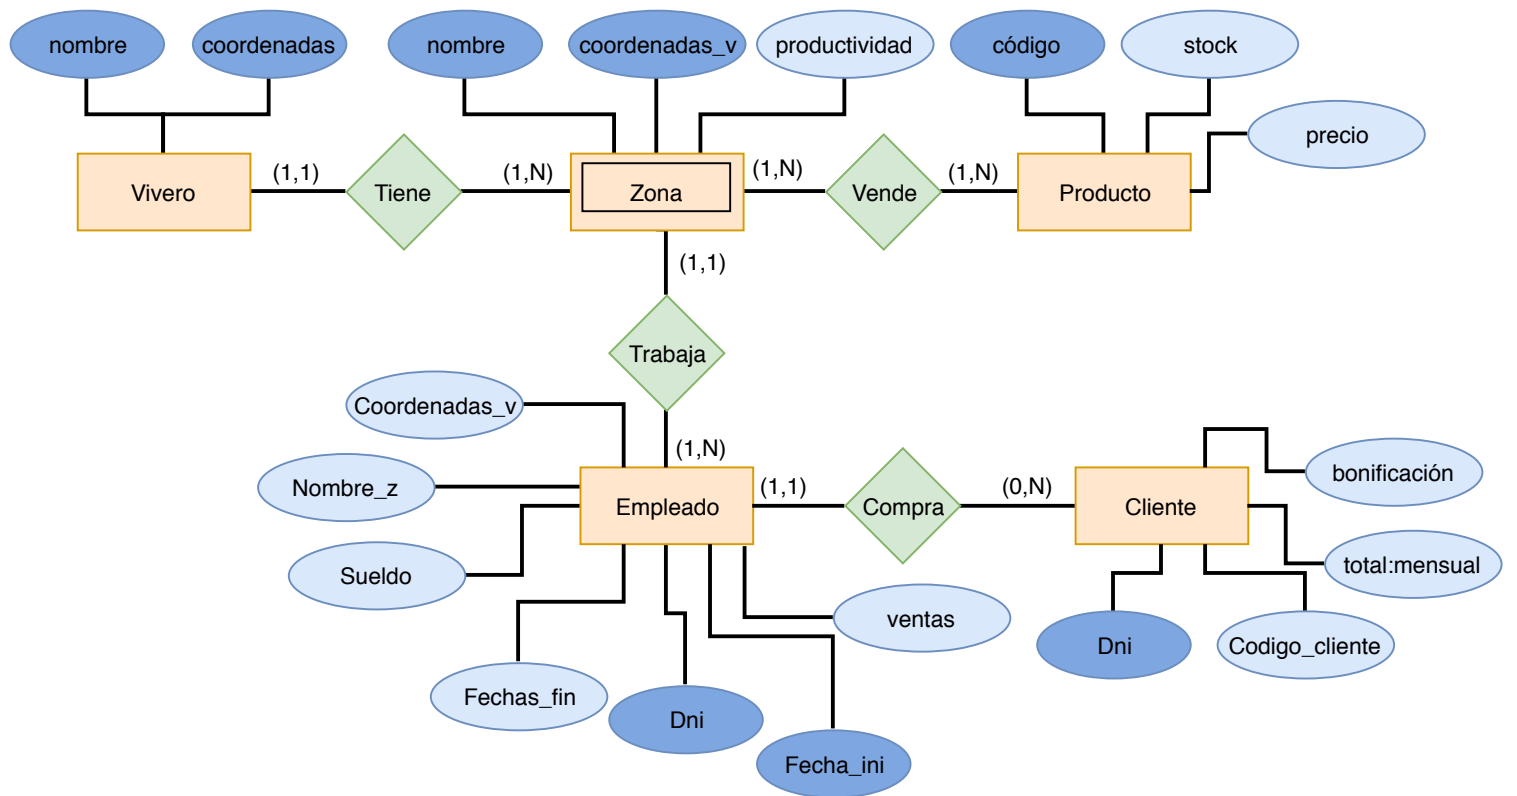 nombre
coordenadas
nombre
coordenadas_v
productividad
código
stock
precio
Vivero
(1,1)
Tiene
(1,N)
Zona
(1,N)
Vende
(1,N)
Producto
(1,1)
Trabaja
(1,N)
Coordenadas_v
Nombre_z
Sueldo
Empleado
(1,1)
Compra
(0,N)
Cliente
bonificación
total:mensual
ventas
Dni
Codigo_cliente
Fechas_fin
Dni
Fecha_ini